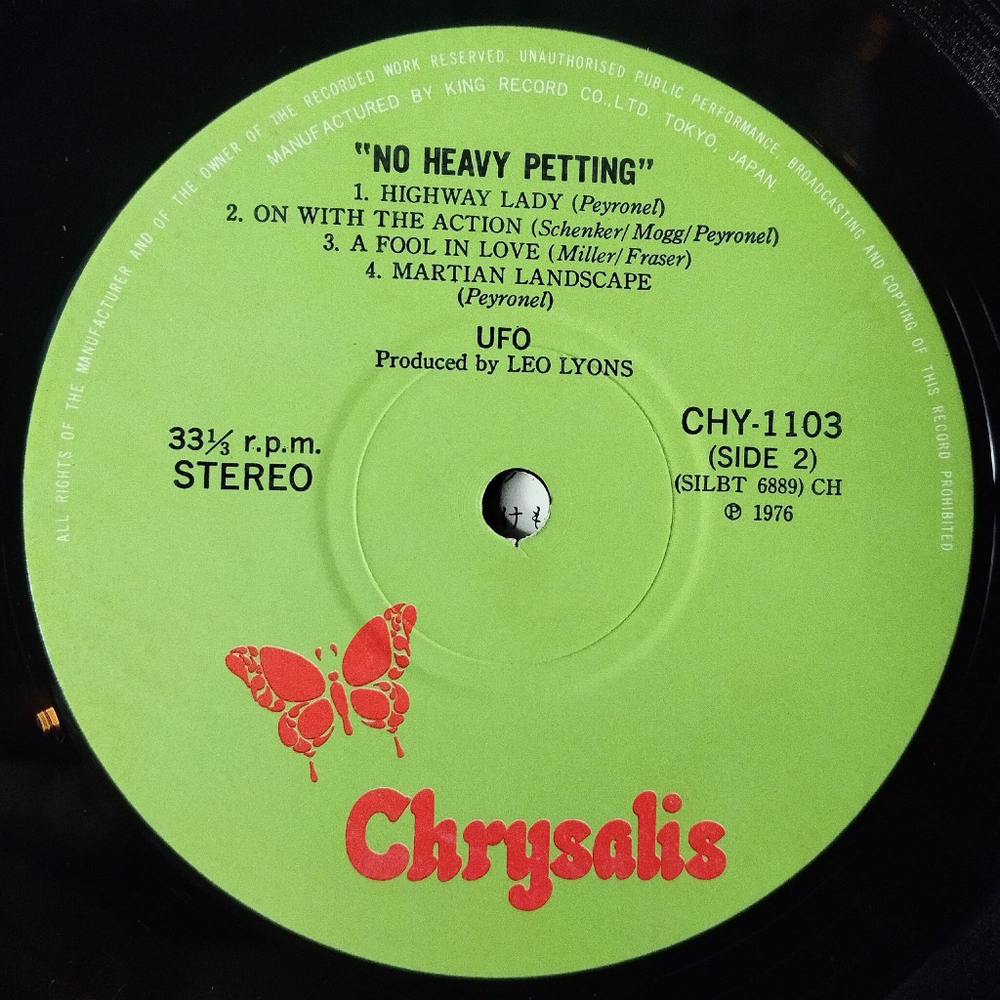 ALL RIGHTS OF THE MANUFACTURER AND OF THE OWNER OF THE RECORDED WORK RESERVED. UNAUTHORISED PUBLIC PERFORMANCE, BROADCASTING AND COPYING OF THIS RECORD PROHIBITED.
MANUFACTURED BY KING RECORD CO., LTD. TOKYO, JAPAN.
"NO HEAVY PETTING"
1. HIGHWAY LADY (Peyronel)
2. ON WITH THE ACTION (Schenker/Mogg/Peyronel)
3. A FOOL IN LOVE (Miller/Fraser)
4. MARTIAN LANDSCAPE
(Peyronel)
UFO
Produced by LEO LYONS
33⅓ r.p.m.
STEREO
CHY-1103
(SIDE 2)
(SILBT 6889) CH
Ⓟ 1976
Chrysalis